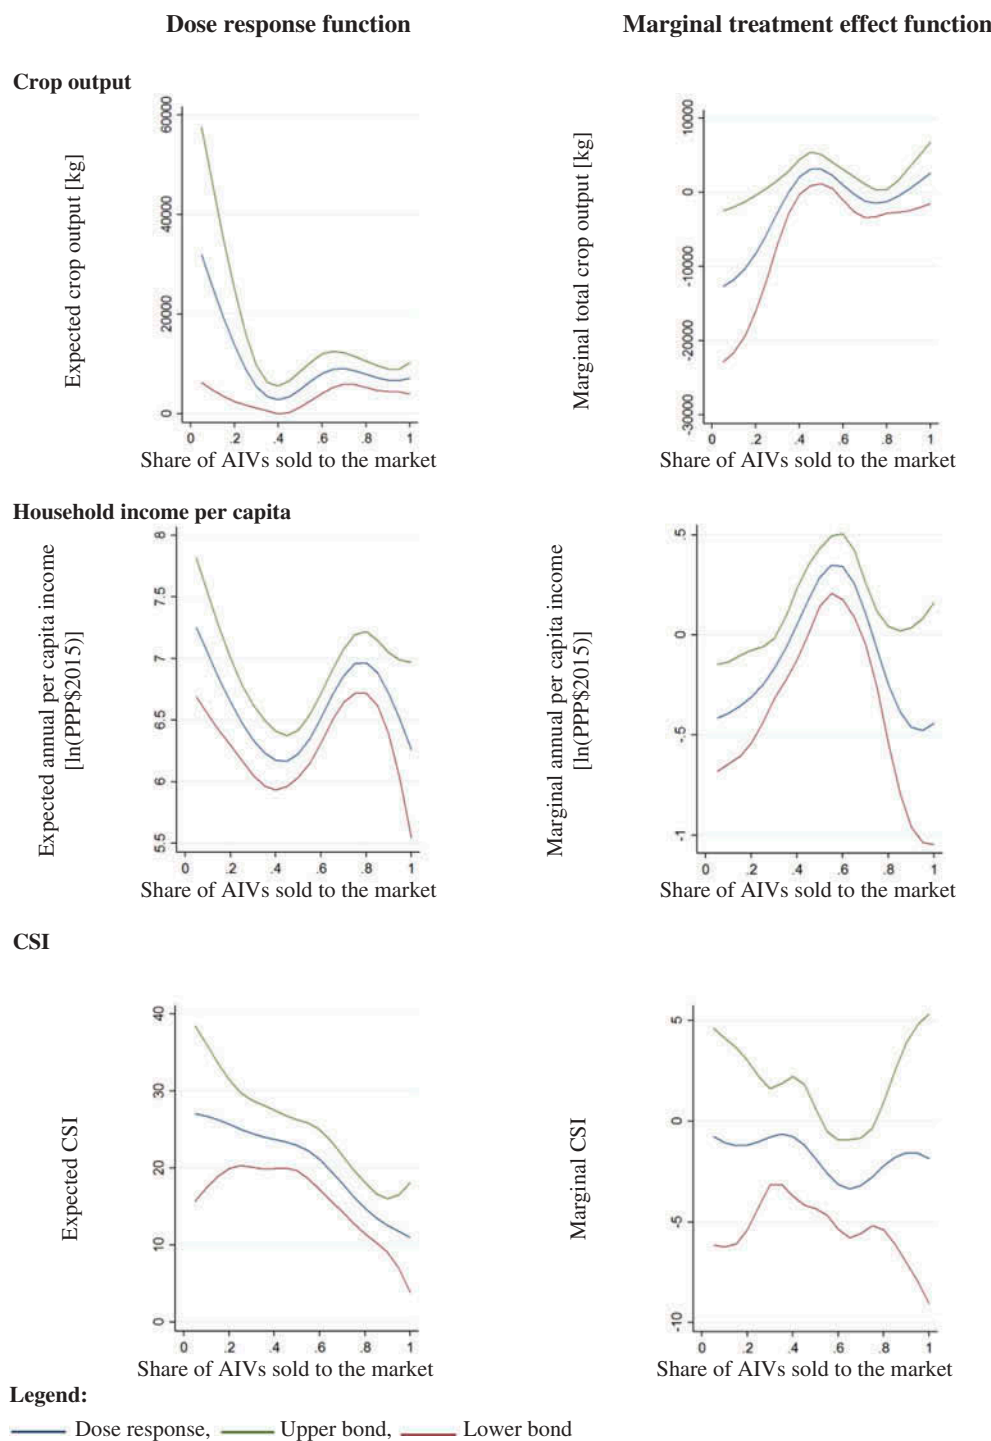 Dose response function
Marginal treatment effect function
Crop output
Expected crop output [kg]
60000
40000
20000
0
0 .2 .4 .6 .8 1
Share of AIVs sold to the market
Marginal total crop output [kg]
10000
0
-10000
-20000
-30000
0 .2 .4 .6 .8 1
Share of AIVs sold to the market
Household income per capita
Expected annual per capita income
[ln(PPP$2015)]
8
7.5
7
6.5
6
5.5
0 .2 .4 .6 .8 1
Share of AIVs sold to the market
Marginal annual per capita income
[ln(PPP$2015)]
.5
0
-.5
-1
0 .2 .4 .6 .8 1
Share of AIVs sold to the market
CSI
Expected CSI
40
30
20
10
0
0 .2 .4 .6 .8 1
Share of AIVs sold to the market
Marginal CSI
5
0
-5
-10
0 .2 .4 .6 .8 1
Share of AIVs sold to the market
Legend:
Dose response, Upper bond, Lower bond